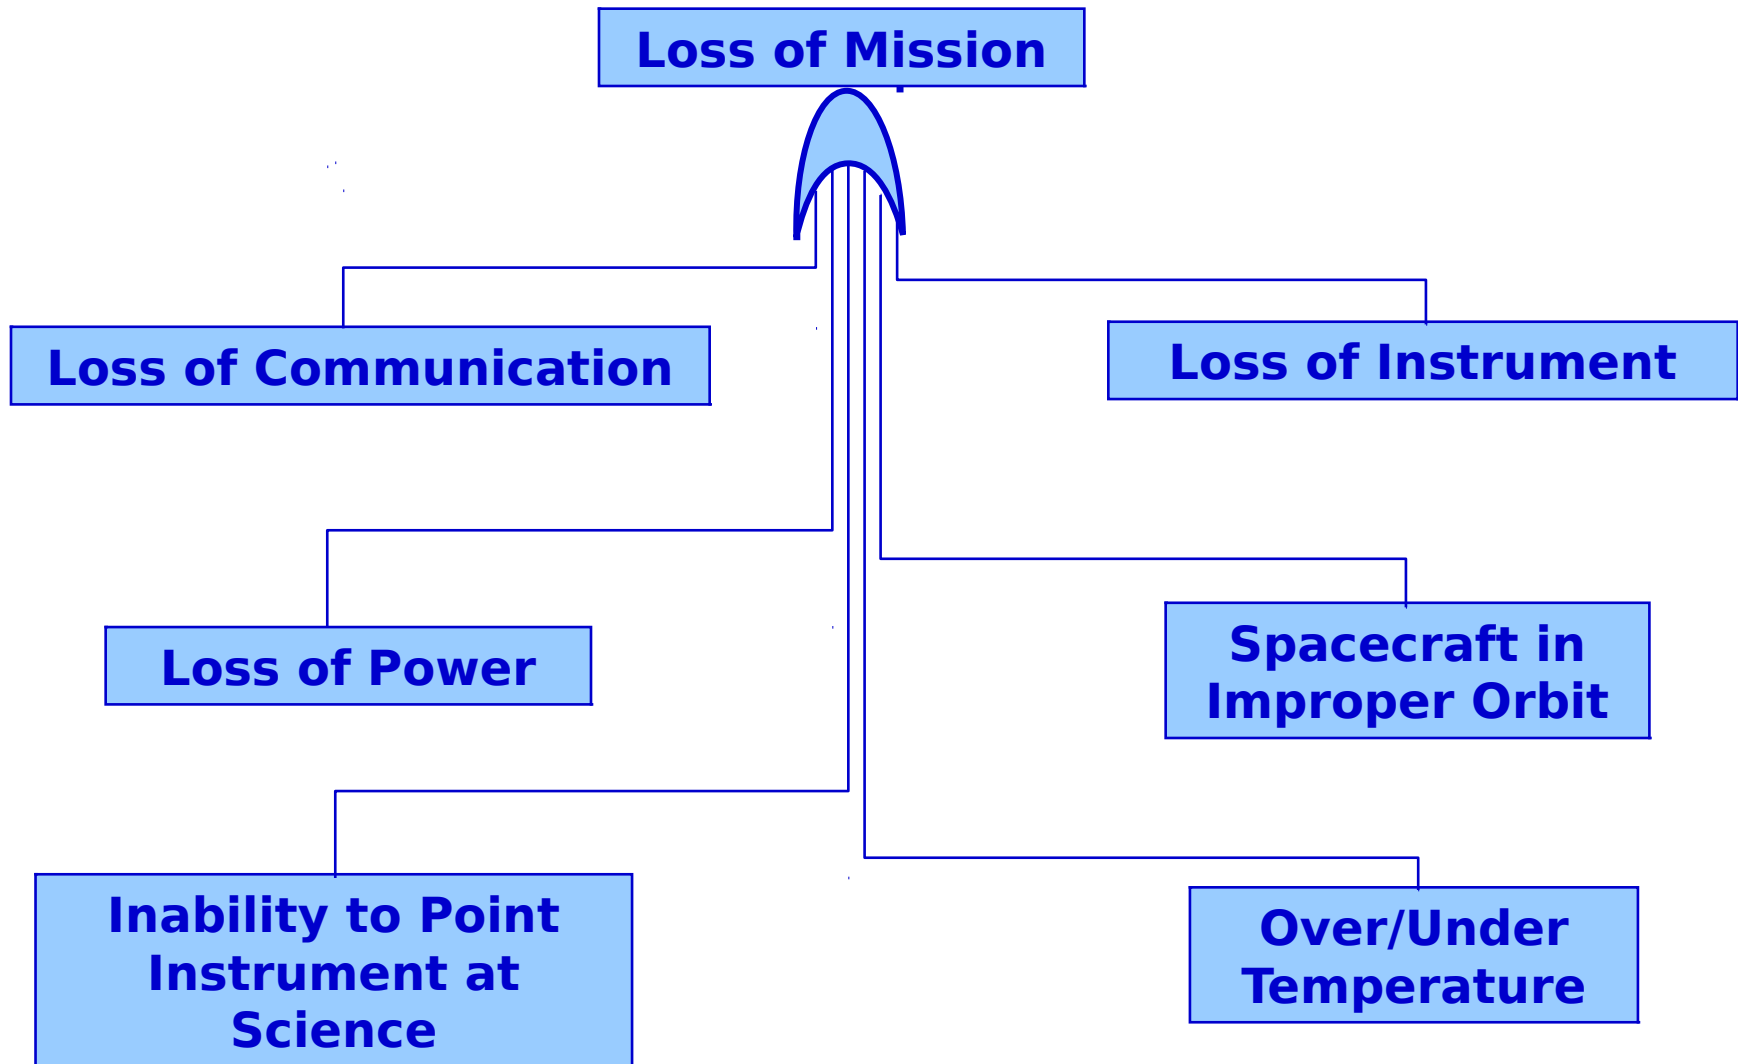 Loss of Mission
Loss of Communication
Loss of Instrument
Loss of Power
Spacecraft in
Improper Orbit
Inability to Point
Instrument at
Science
Over/Under
Temperature